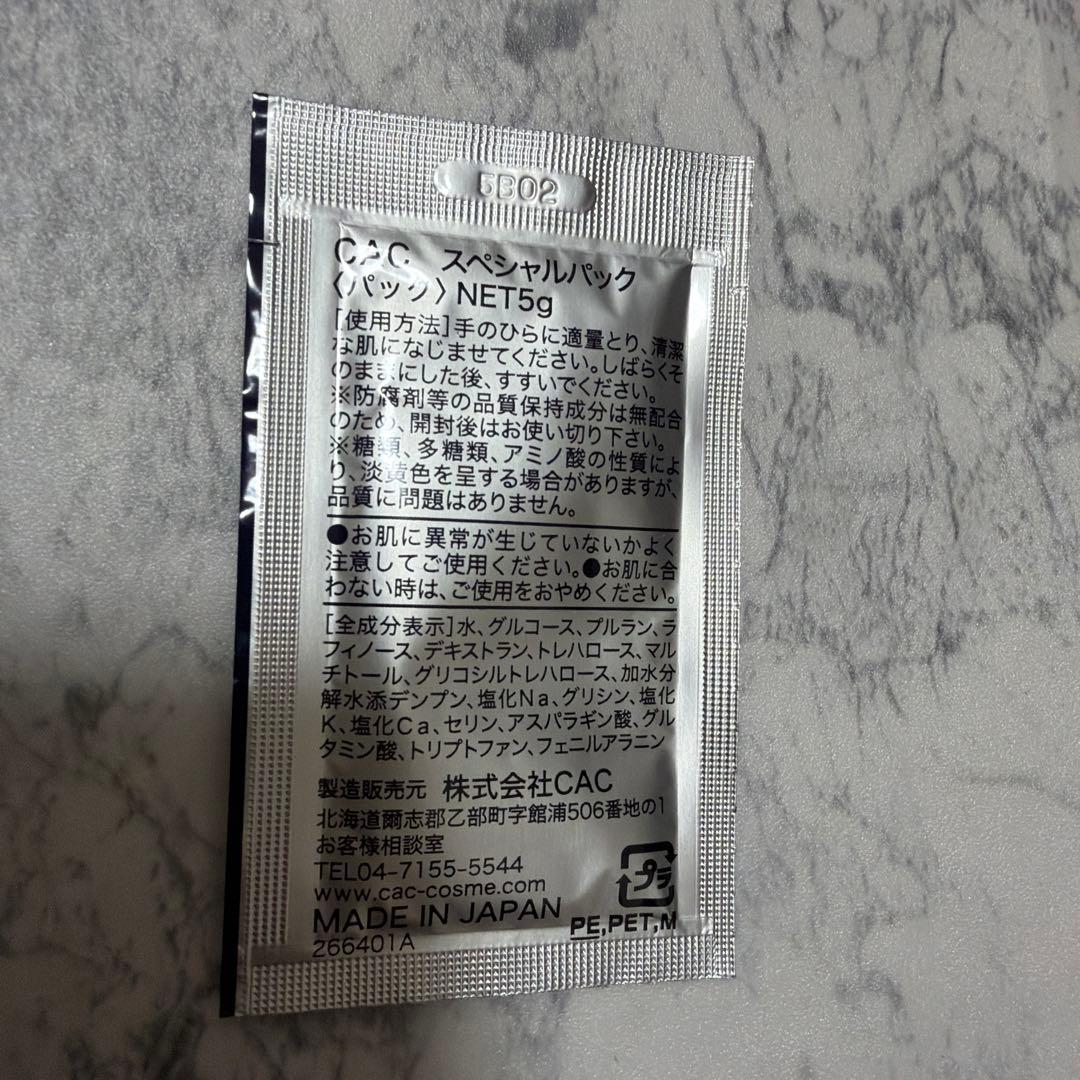 5B02
CAC スペシャルパック
〈パック〉NET5g
[使用方法]手のひらに適量とり、清潔
な肌になじませてください。しばらくそ
のままにした後、すすいでください。
※防腐剤等の品質保持成分は無配合
のため、開封後はお使い切り下さい。
※糖類、多糖類、アミノ酸の性質によ
り、淡黄色を呈する場合がありますが、
品質に問題はありません。
●お肌に異常が生じていないかよく
注意してご使用ください。●お肌に合
わない時は、ご使用をおやめください。
[全成分表示]水、グルコース、プルラン、ラ
フィノース、デキストラン、トレハロース、マル
チトール、グリコシルトレハロース、加水分
解水添デンプン、塩化Na、グリシン、塩化
K、塩化Ca、セリン、アスパラギン酸、グル
タミン酸、トリプトファン、フェニルアラニン
製造販売元 株式会社CAC
北海道爾志郡乙部町字館浦506番地の1
お客様相談室
TEL04-7155-5544
www.cac-cosme.com
MADE IN JAPAN
266401A
プラ
PE,PET,M